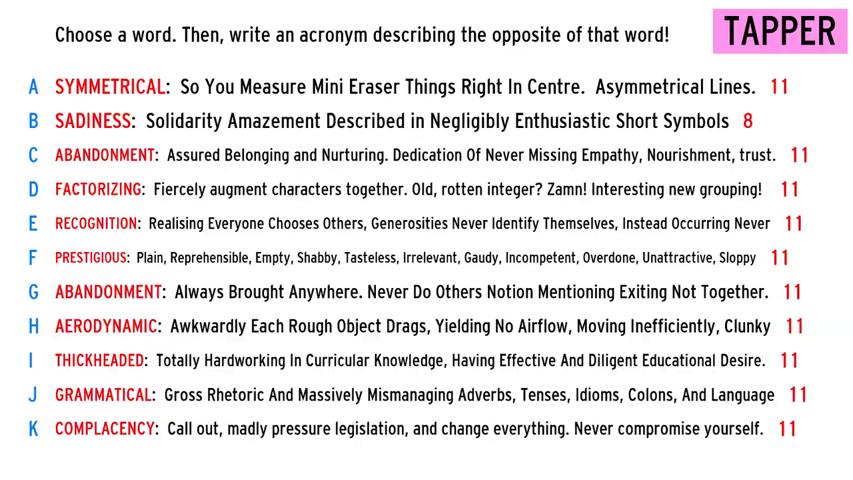 Choose a word. Then, write an acronym describing the opposite of that word!
TAPPER
A SYMMETRICAL: So You Measure Mini Eraser Things Right In Centre. Asymmetrical Lines. 11
B SADINESS: Solidarity Amazement Described in Negligibly Enthusiastic Short Symbols 8
C ABANDONMENT: Assured Belonging and Nurturing. Dedication Of Never Missing Empathy, Nourishment, trust. 11
D FACTORIZING: Fiercely augment characters together. Old, rotten integer? Zamn! Interesting new grouping! 11
E RECOGNITION: Realising Everyone Chooses Others, Generosities Never Identify Themselves, Instead Occurring Never 11
F PRESTIGIOUS: Plain, Reprehensible, Empty, Shabby, Tasteless, Irrelevant, Gaudy, Incompetent, Overdone, Unattractive, Sloppy 11
G ABANDONMENT: Always Brought Anywhere. Never Do Others Notion Mentioning Exiting Not Together. 11
H AERODYNAMIC: Awkwardly Each Rough Object Drags, Yielding No Airflow, Moving Inefficiently, Clunky 11
I THICKHEADED: Totally Hardworking In Curricular Knowledge, Having Effective And Diligent Educational Desire. 11
J GRAMMATICAL: Gross Rhetoric And Massively Mismanaging Adverbs, Tenses, Idioms, Colons, And Language 11
K COMPLACENCY: Call out, madly pressure legislation, and change everything. Never compromise yourself. 11